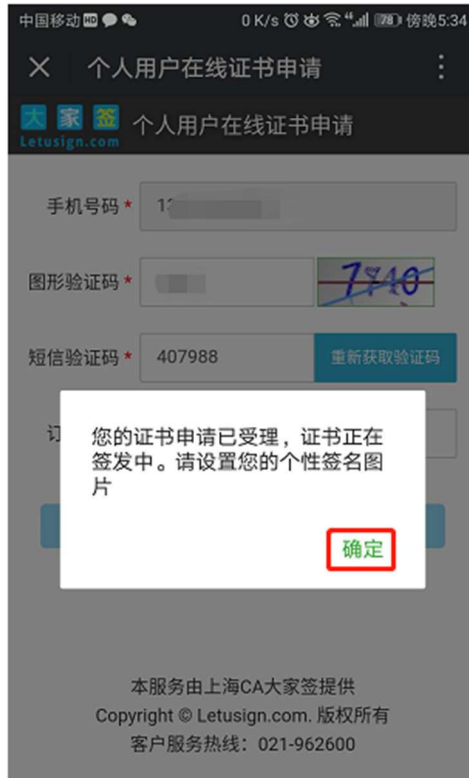 中国移动 0 K/s 78 傍晚5:34
个人用户在线证书申请
大家签 个人用户在线证书申请
Letusign.com
手机号码 *
图形验证码 * 7940
短信验证码 * 407988 重新获取验证码
订
您的证书申请已受理，证书正在
签发中。请设置您的个性签名图
片
确定
本服务由上海CA大家签提供
Copyright © Letusign.com. 版权所有
客户服务热线：021-962600